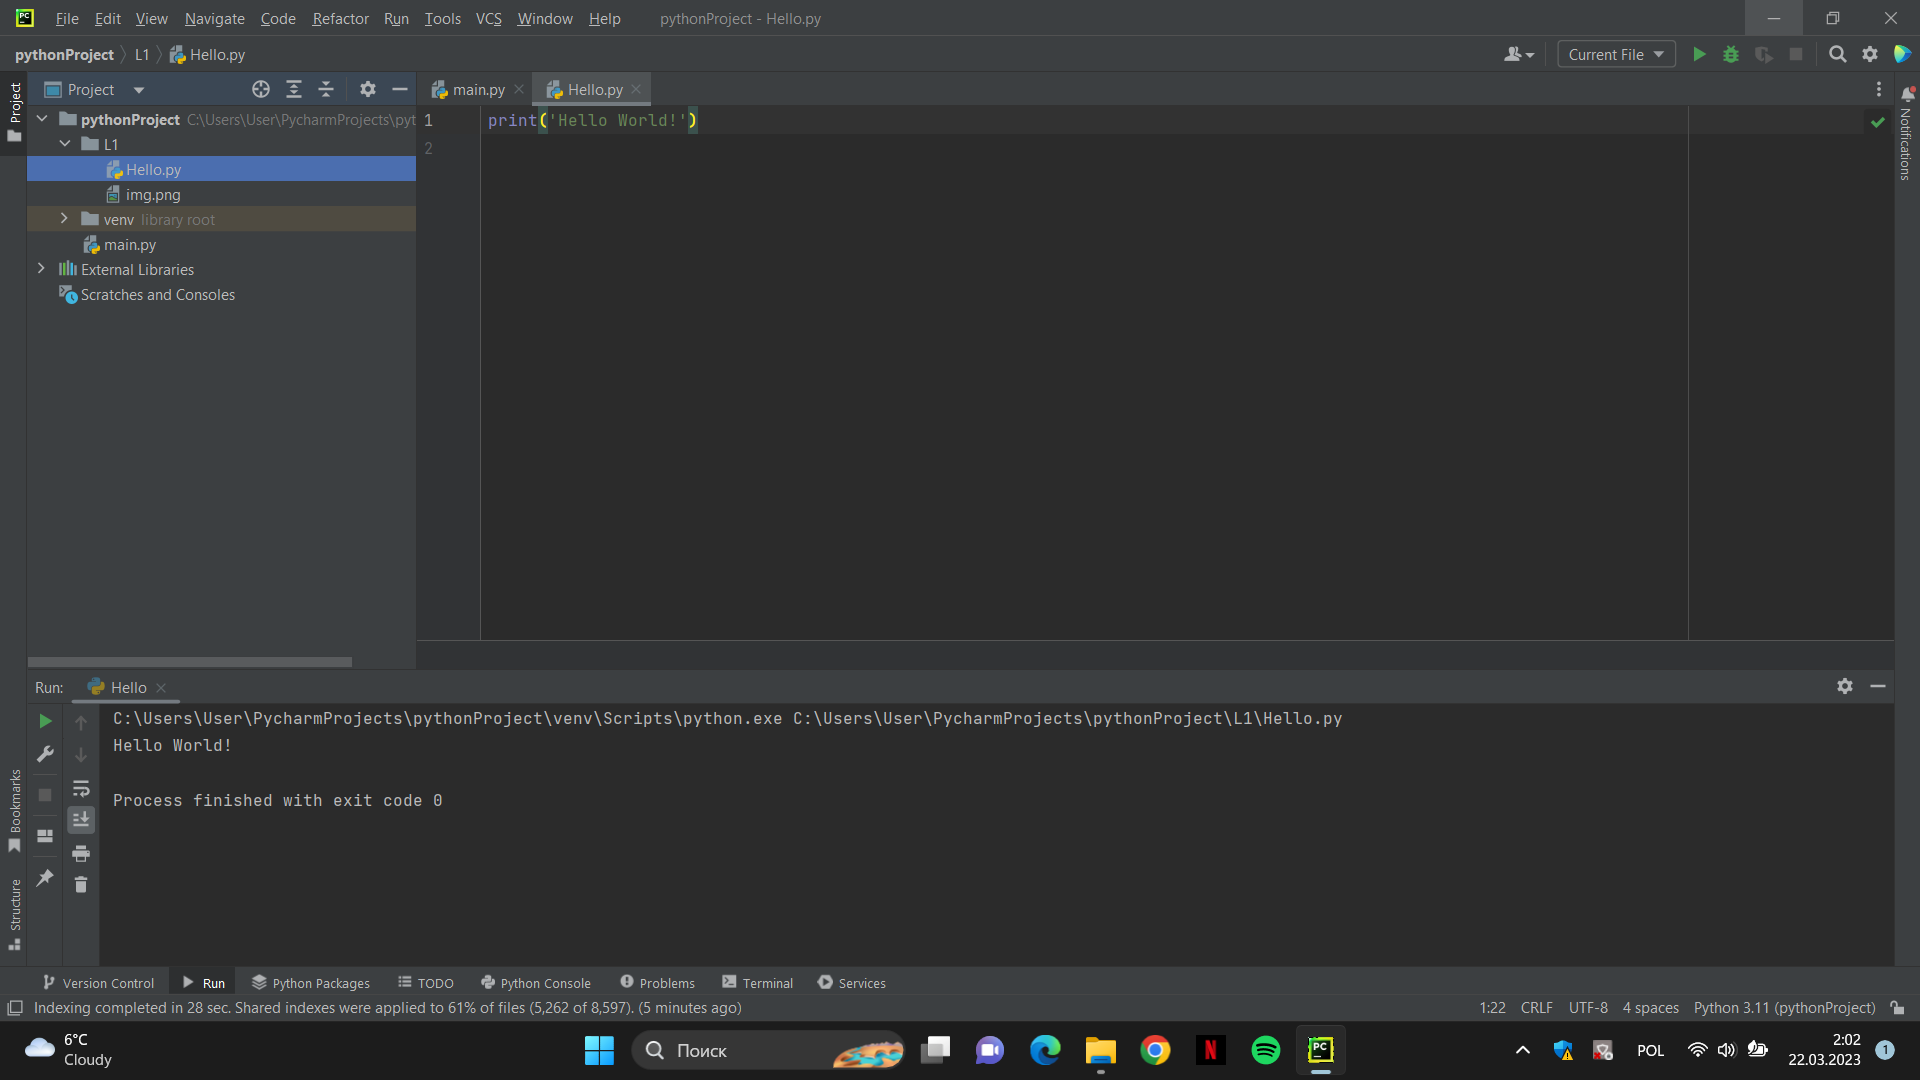 File Edit View Navigate Code Refactor Run Tools VCS Window Help pythonProject - Hello.py
pythonProject L1 Hello.py Current File
Project
Project
main.py Hello.py
pythonProject C:\Users\User\PycharmProjects\pyt
L1
Hello.py
img.png
venv library root
main.py
External Libraries
Scratches and Consoles
1 print('Hello World!')
2
Notifications
Run: Hello
C:\Users\User\PycharmProjects\pythonProject\venv\Scripts\python.exe C:\Users\User\PycharmProjects\pythonProject\L1\Hello.py
Hello World!
Process finished with exit code 0
Bookmarks
Structure
Version Control Run Python Packages TODO Python Console Problems Terminal Services
Indexing completed in 28 sec. Shared indexes were applied to 61% of files (5,262 of 8,597). (5 minutes ago) 1:22 CRLF UTF-8 4 spaces Python 3.11 (pythonProject)
6°C
Cloudy
Поиск
PC
POL
2:02
22.03.2023
1